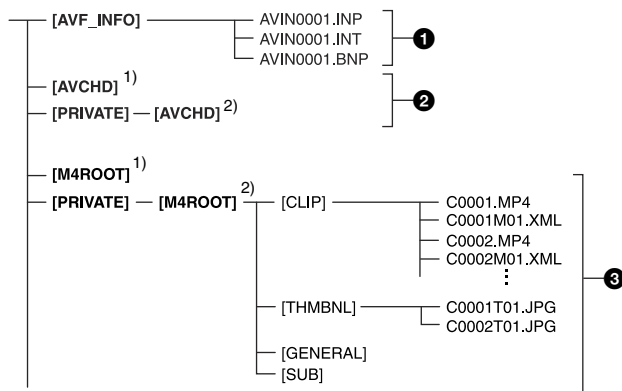 [AVF_INFO] AVIN0001.INP
AVIN0001.INT
AVIN0001.BNP
1
[AVCHD] 1)
[PRIVATE] [AVCHD] 2)
2
[M4ROOT] 1)
[PRIVATE] [M4ROOT] 2) [CLIP] C0001.MP4
C0001M01.XML
C0002.MP4
C0002M01.XML
3
[THMBNL] C0001T01.JPG
C0002T01.JPG
[GENERAL]
[SUB]